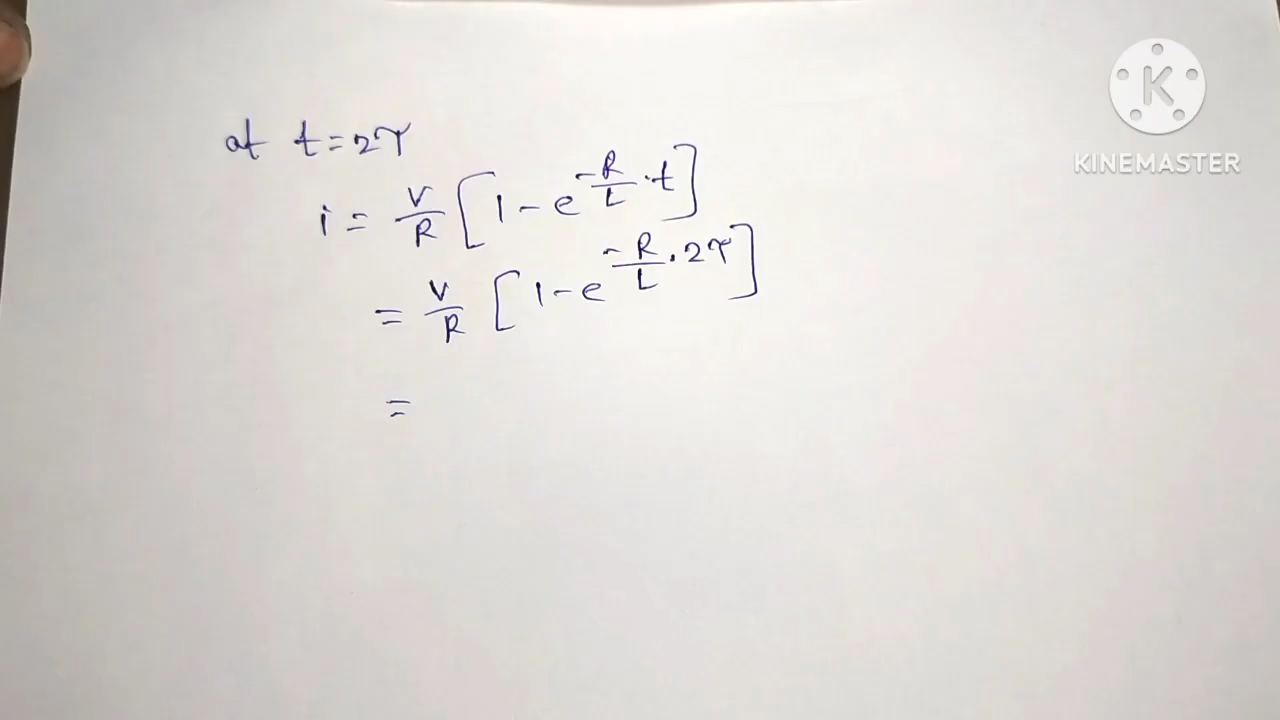 at t=2τ
i = V/R [1 - e^(-R/L · t)]
= V/R [1 - e^(-R/L · 2τ)]
=
K
KINEMASTER